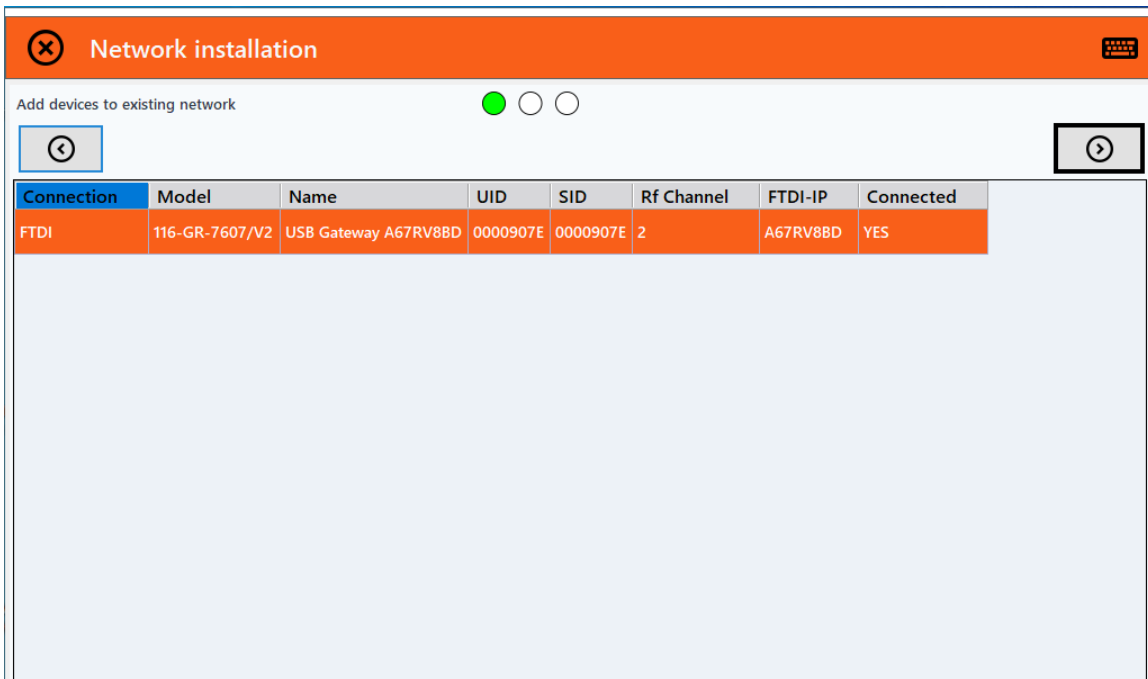 Network installation
Add devices to existing network
Connection Model Name UID SID Rf Channel FTDI-IP Connected
FTDI 116-GR-7607/V2 USB Gateway A67RV8BD 0000907E 0000907E 2 A67RV8BD YES